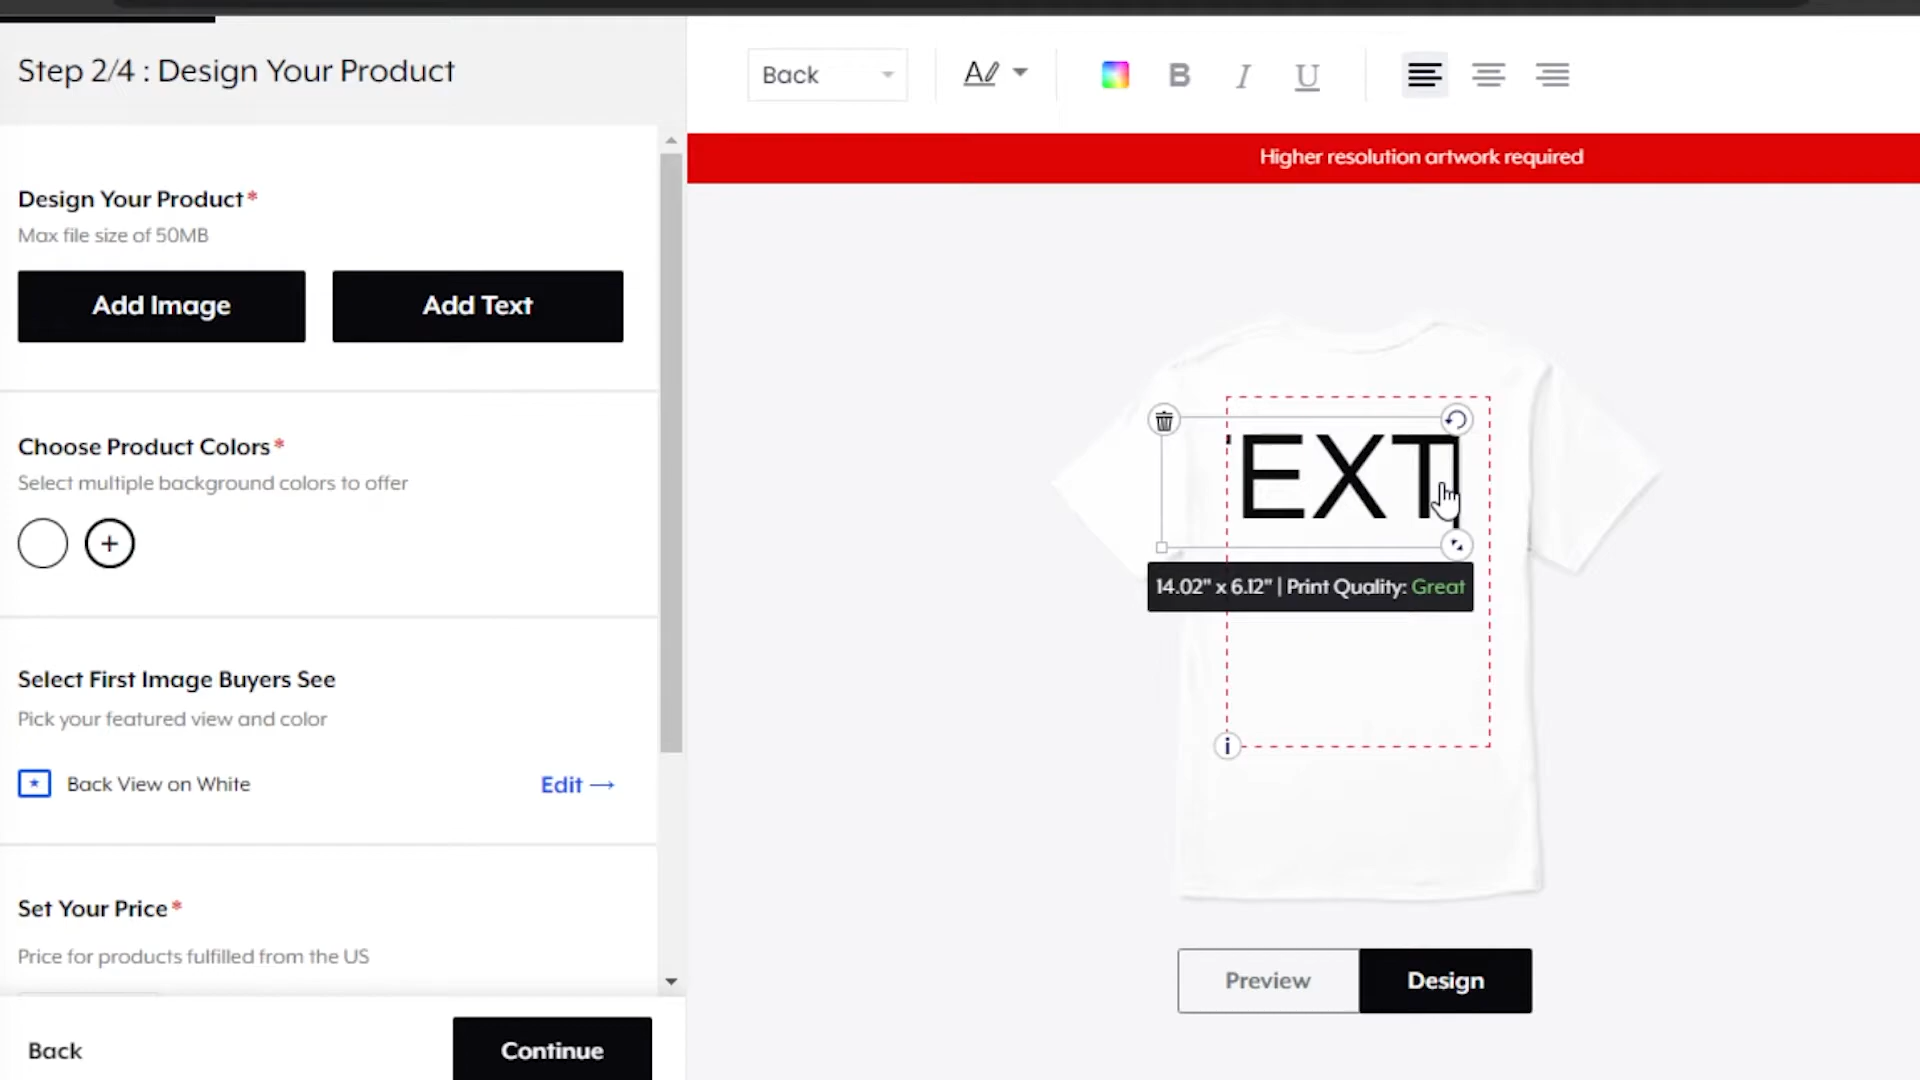 Step 2/4 : Design Your Product
Design Your Product*
Max file size of 50MB
Add Image
Add Text
Choose Product Colors*
Select multiple background colors to offer
Select First Image Buyers See
Pick your featured view and color
Back View on White
Edit →
Set Your Price*
Price for products fulfilled from the US
Back
Continue
Back
B I U
Higher resolution artwork required
EXT
14.02" x 6.12" | Print Quality: Great
i
Preview
Design